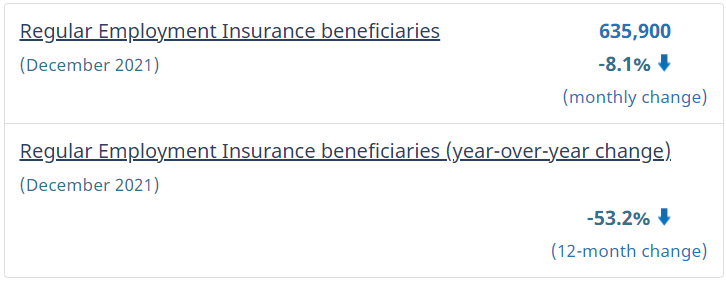 Regular Employment Insurance beneficiaries 635,900
(December 2021) -8.1%
(monthly change)
Regular Employment Insurance beneficiaries (year-over-year change)
(December 2021)
-53.2%
(12-month change)